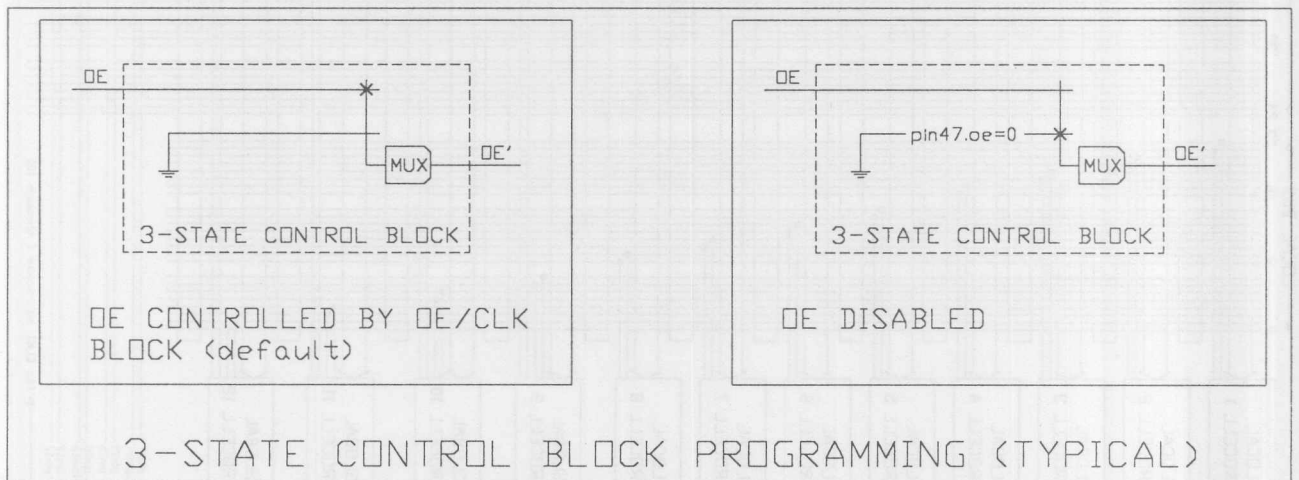 OE
MUX
OE'
3-STATE CONTROL BLOCK
OE CONTROLLED BY OE/CLK
BLOCK (default)
OE
pin47.oe=0
MUX
OE'
3-STATE CONTROL BLOCK
OE DISABLED
3-STATE CONTROL BLOCK PROGRAMMING (TYPICAL)